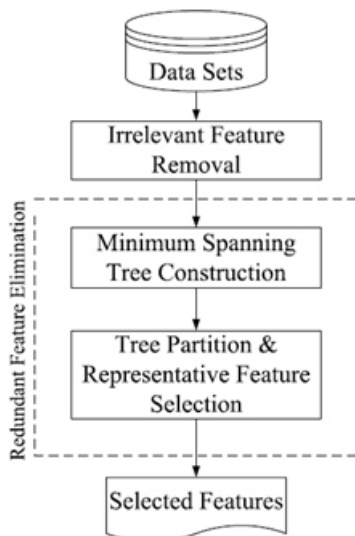 Data Sets
Irrelevant Feature
Removal
Redundant Feature Elimination
Minimum Spanning
Tree Construction
Tree Partition &
Representative Feature
Selection
Selected Features